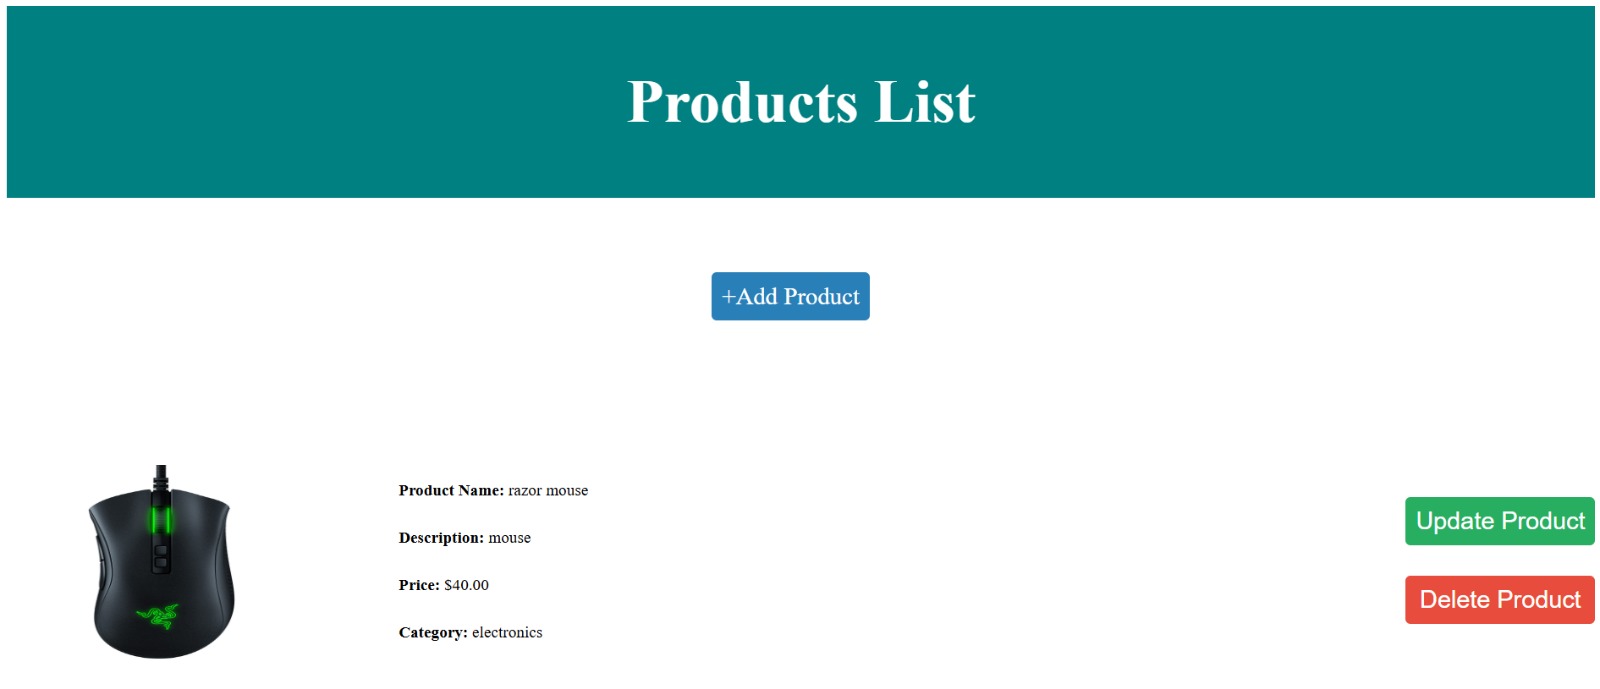 Products List
+Add Product
Product Name: razor mouse
Description: mouse
Price: $40.00
Category: electronics
Update Product
Delete Product